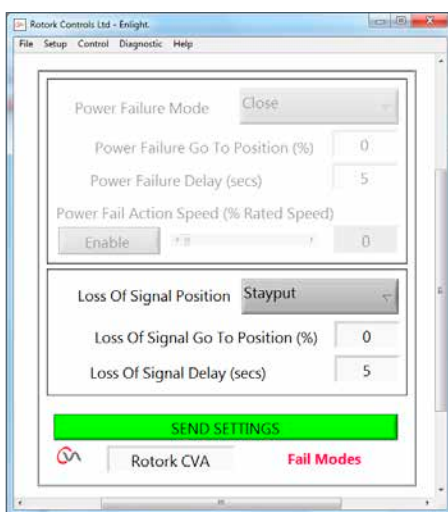 Rotork Controls Ltd - Enlight.
File Setup Control Diagnostic Help
Power Failure Mode Close
Power Failure Go To Position (%) 0
Power Failure Delay (secs) 5
Power Fail Action Speed (% Rated Speed)
Enable 0
Loss Of Signal Position Stayput
Loss Of Signal Go To Position (%) 0
Loss Of Signal Delay (secs) 5
SEND SETTINGS
Rotork CVA Fail Modes